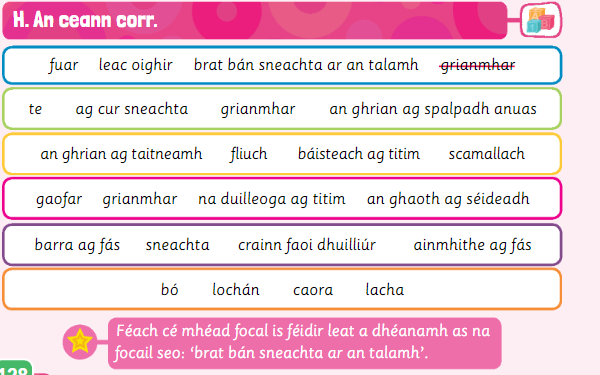 H. An ceann corr.
fuar leac oighir brat bán sneachta ar an talamh grianmhar
te ag cur sneachta grianmhar an ghrian ag spalpadh anuas
an ghrian ag taitneamh fliuch báisteach ag titim scamallach
gaofar grianmhar na duilleoga ag titim an ghaoth ag séideadh
barra ag fás sneachta crainn faoi dhuilliúr ainmhithe ag fás
bó lochán caora lacha
Féach cé mhéad focal is féidir leat a dhéanamh as na
focail seo: ‘brat bán sneachta ar an talamh’.
128